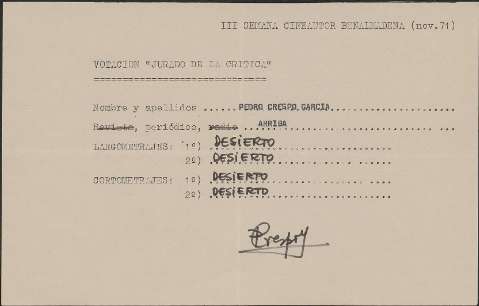 III SEMANA CINEAUTOR BENALMADENA (nov.71)
VOTACION "JURADO DE LA CRITICA"
==============================
Nombre y apellidos ......PEDRO CRESPO GARCIA......................
Revista, periódico, radio ...ARRIBA......................
LARGOMETRAJES: 1º) DESIERTO
2º) DESIERTO
CORTOMETRAJES: 1º) DESIERTO
2º) DESIERTO
PCrespo